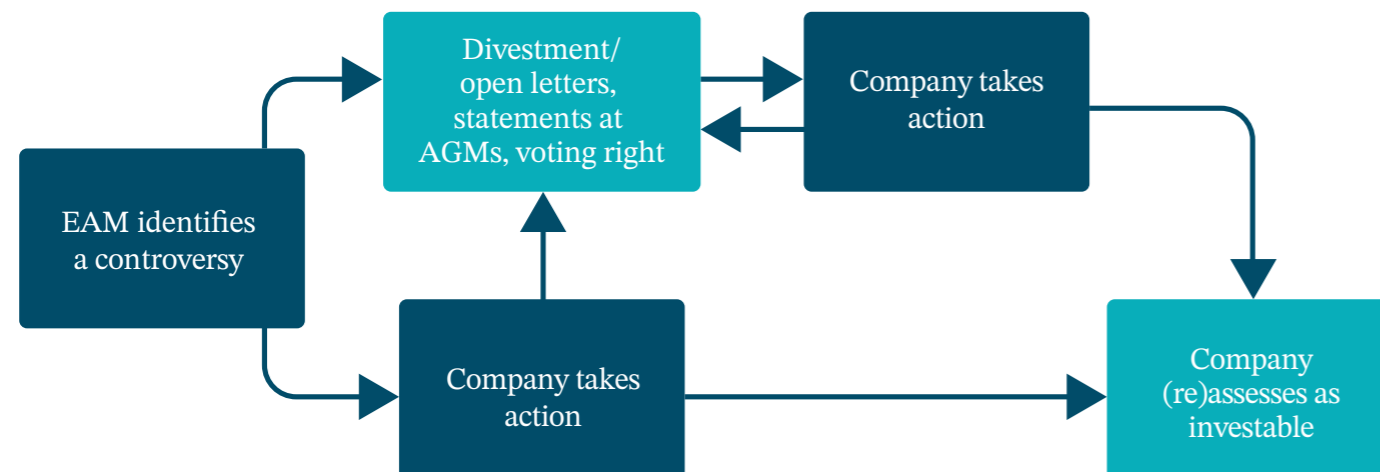 EAM identifies
a controversy
Divestment/
open letters,
statements at
AGMs, voting right
Company takes
action
Company takes
action
Company
(re)assesses as
investable